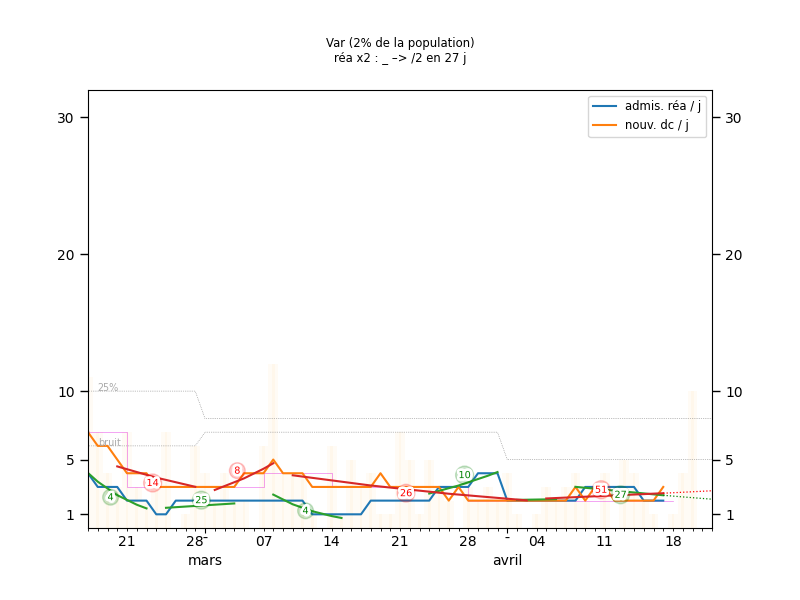 Var (2% de la population)
réa x2 : _ –> /2 en 27 j
admis. réa / j
nouv. dc / j
30 30
20 20
10 10
5 5
1 1
25%
bruit
4 14 25 8 4 26 10 51 27
21 28 07 14 21 28 04 11 18
mars avril